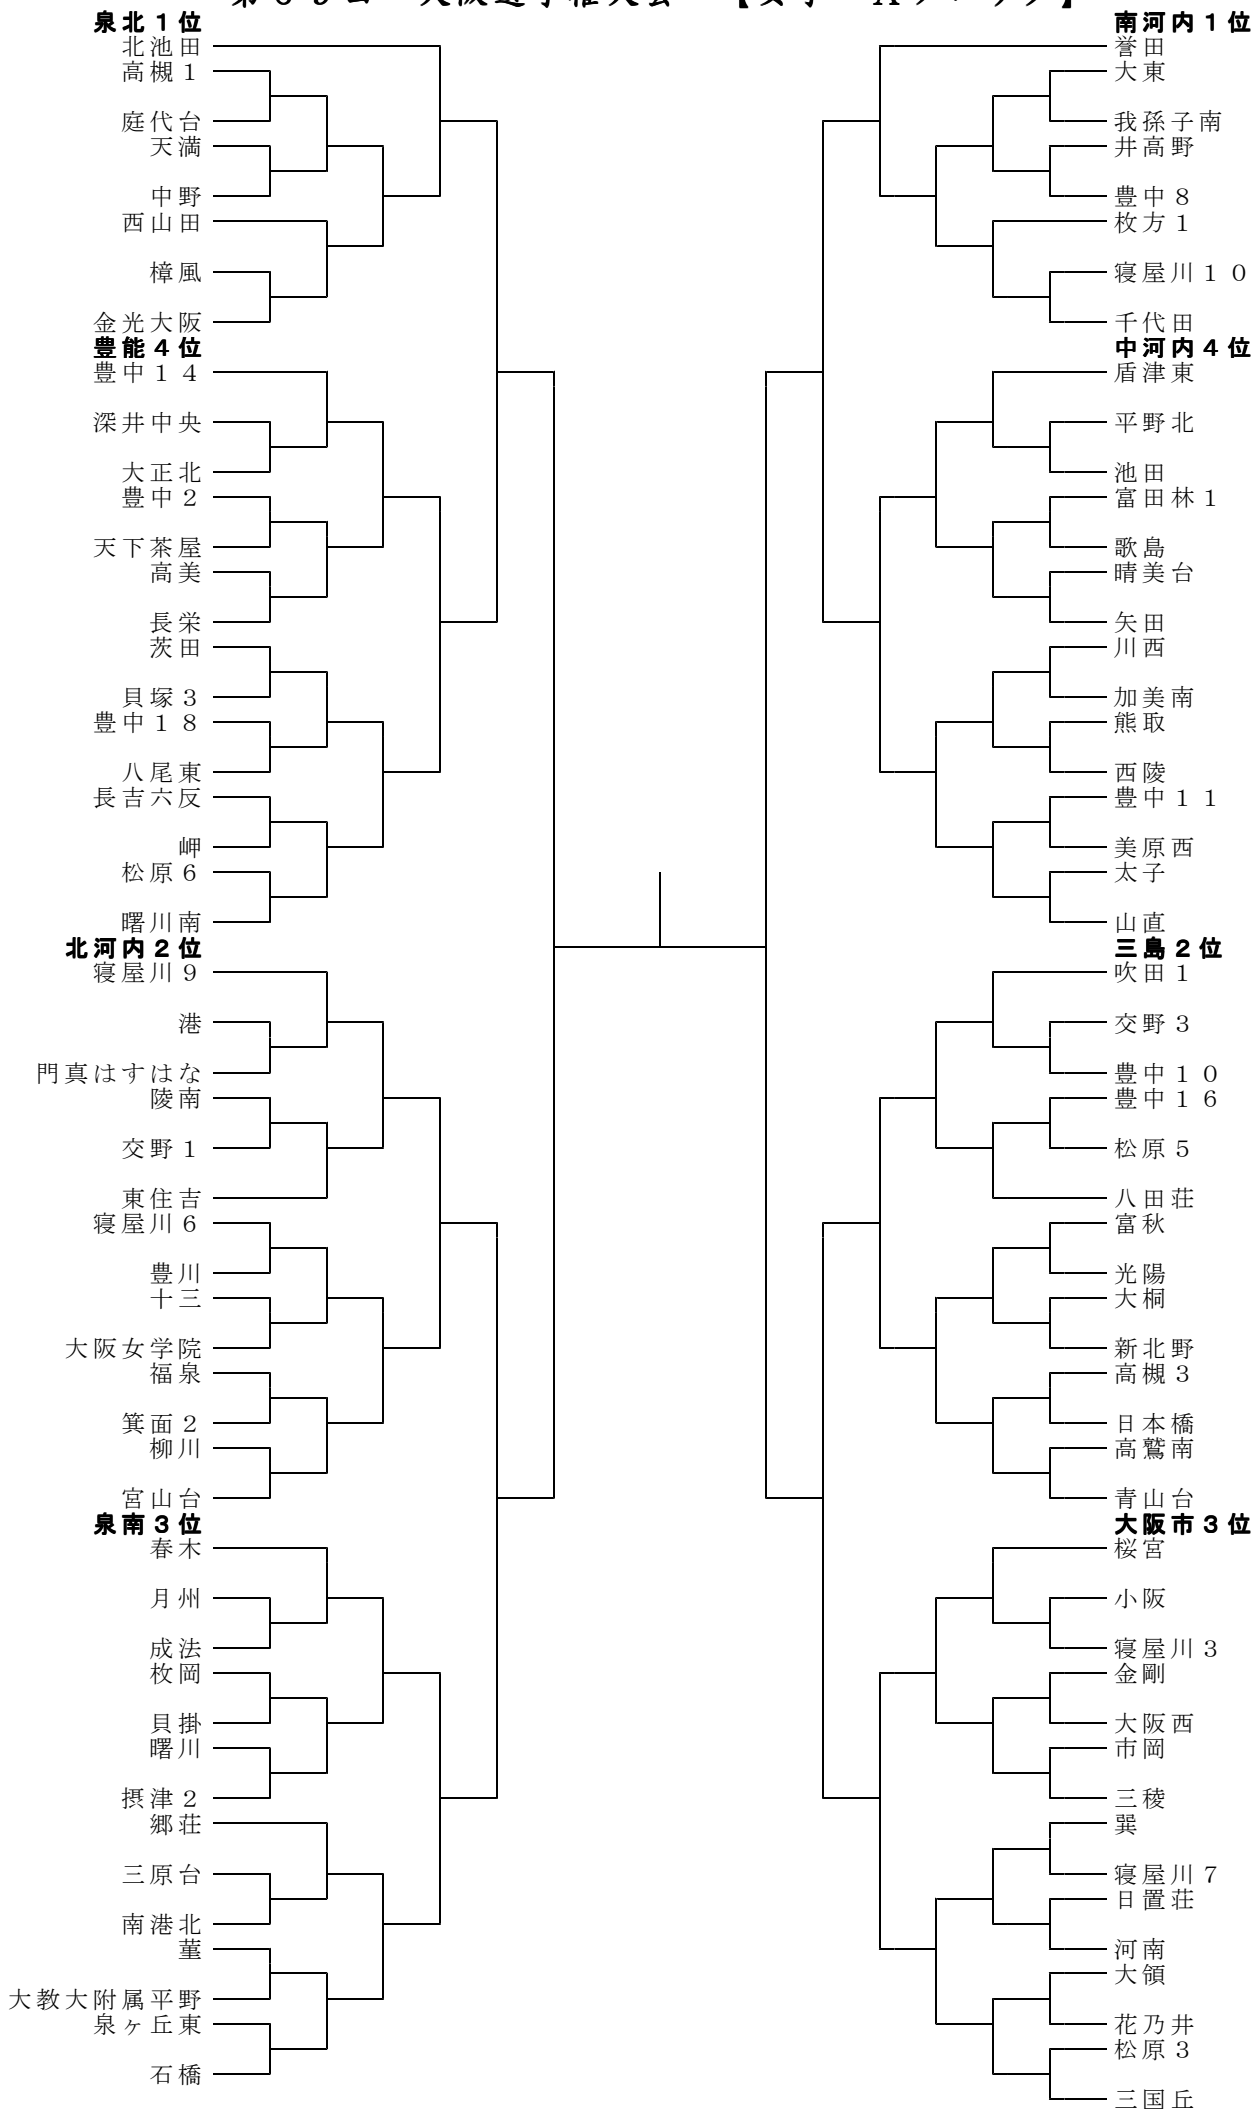 泉北１位
北池田
高槻１
庭代台
天満
中野
西山田
樟風
金光大阪
豊能４位
豊中１４
深井中央
大正北
豊中２
天下茶屋
高美
長栄
茨田
貝塚３
豊中１８
八尾東
長吉六反
岬
松原６
曙川南
北河内２位
寝屋川９
港
門真はすはな
陵南
交野１
東住吉
寝屋川６
豊川
十三
大阪女学院
福泉
箕面２
柳川
宮山台
泉南３位
春木
月州
成法
枚岡
貝掛
曙川
摂津２
郷荘
三原台
南港北
菫
大教大附属平野
泉ヶ丘東
石橋
南河内１位
誉田
大東
我孫子南
井高野
豊中８
枚方１
寝屋川１０
千代田
中河内４位
盾津東
平野北
池田
富田林１
歌島
晴美台
矢田
川西
加美南
熊取
西陵
豊中１１
美原西
太子
山直
三島２位
吹田１
交野３
豊中１０
豊中１６
松原５
八田荘
富秋
光陽
大桐
新北野
高槻３
日本橋
高鷲南
青山台
大阪市３位
桜宮
小阪
寝屋川３
金剛
大阪西
市岡
三稜
巽
寝屋川７
日置荘
河南
大領
花乃井
松原３
三国丘